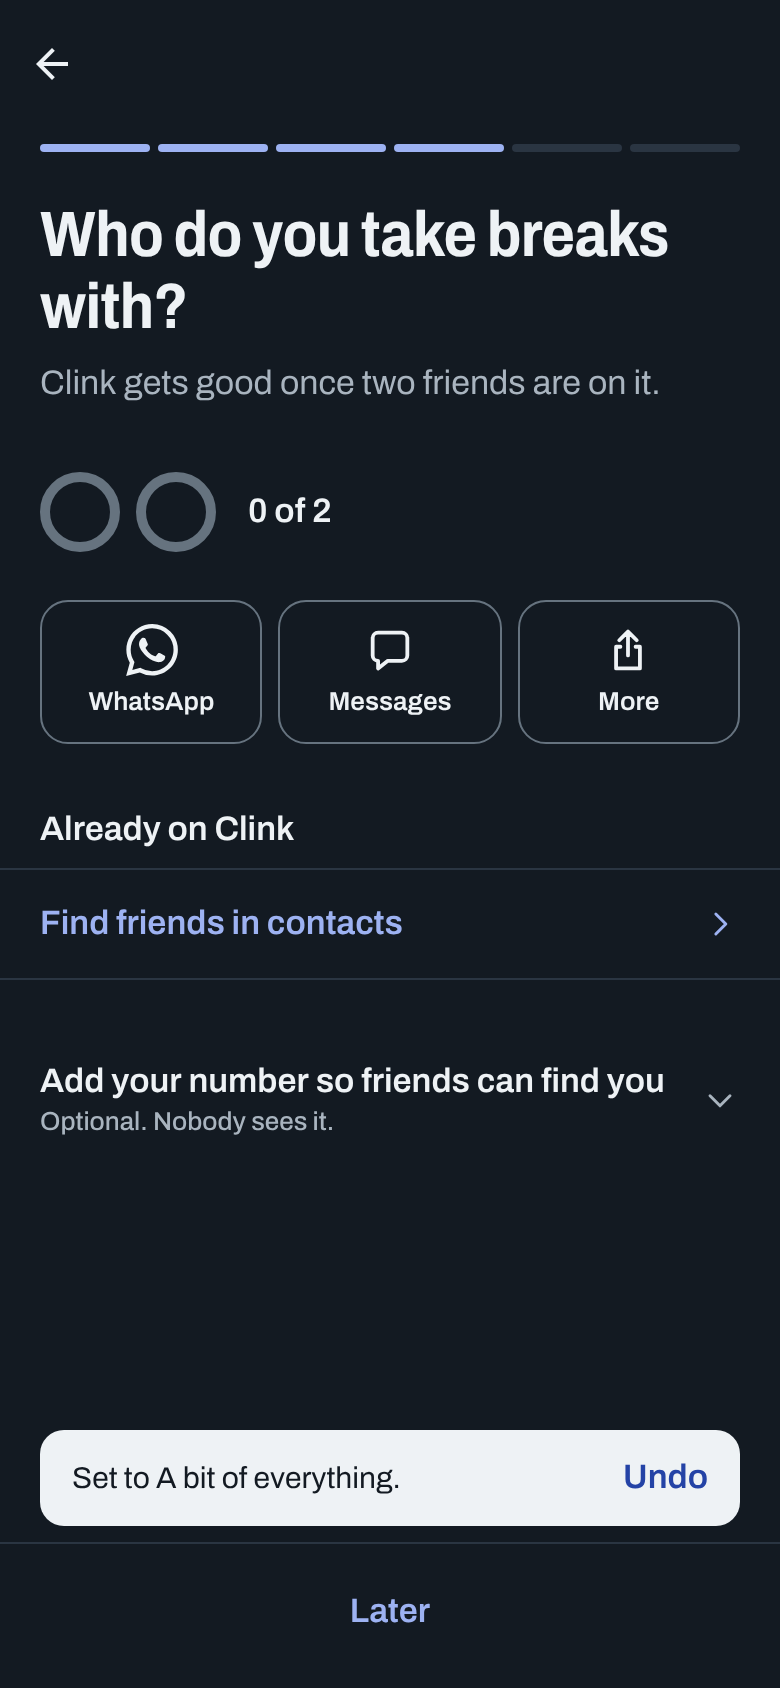 Who do you take breaks
with?
Clink gets good once two friends are on it.
0 of 2
WhatsApp
Messages
More
Already on Clink
Find friends in contacts
Add your number so friends can find you
Optional. Nobody sees it.
Set to A bit of everything.
Undo
Later